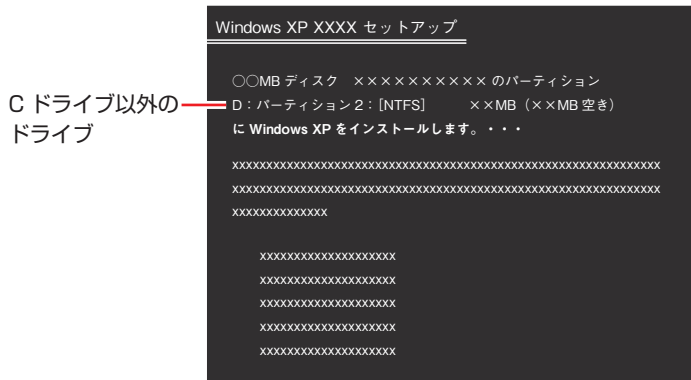 Windows XP XXXX セットアップ
○○MB ディスク ×××××××××× のパーティション
C ドライブ以外の
ドライブ
D：パーティション 2：[NTFS] ××MB（××MB 空き）
に Windows XP をインストールします。・・・
xxxxxxxxxxxxxxxxxxxxxxxxxxxxxxxxxxxxxxxxxxxxxxxxxxxxxxxxxxxxxxx
xxxxxxxxxxxxxxxxxxxxxxxxxxxxxxxxxxxxxxxxxxxxxxxxxxxxxxxxxxxxxxx
xxxxxxxxxxxxxx
xxxxxxxxxxxxxxxxxxxx
xxxxxxxxxxxxxxxxxxxx
xxxxxxxxxxxxxxxxxxxx
xxxxxxxxxxxxxxxxxxxx
xxxxxxxxxxxxxxxxxxxx